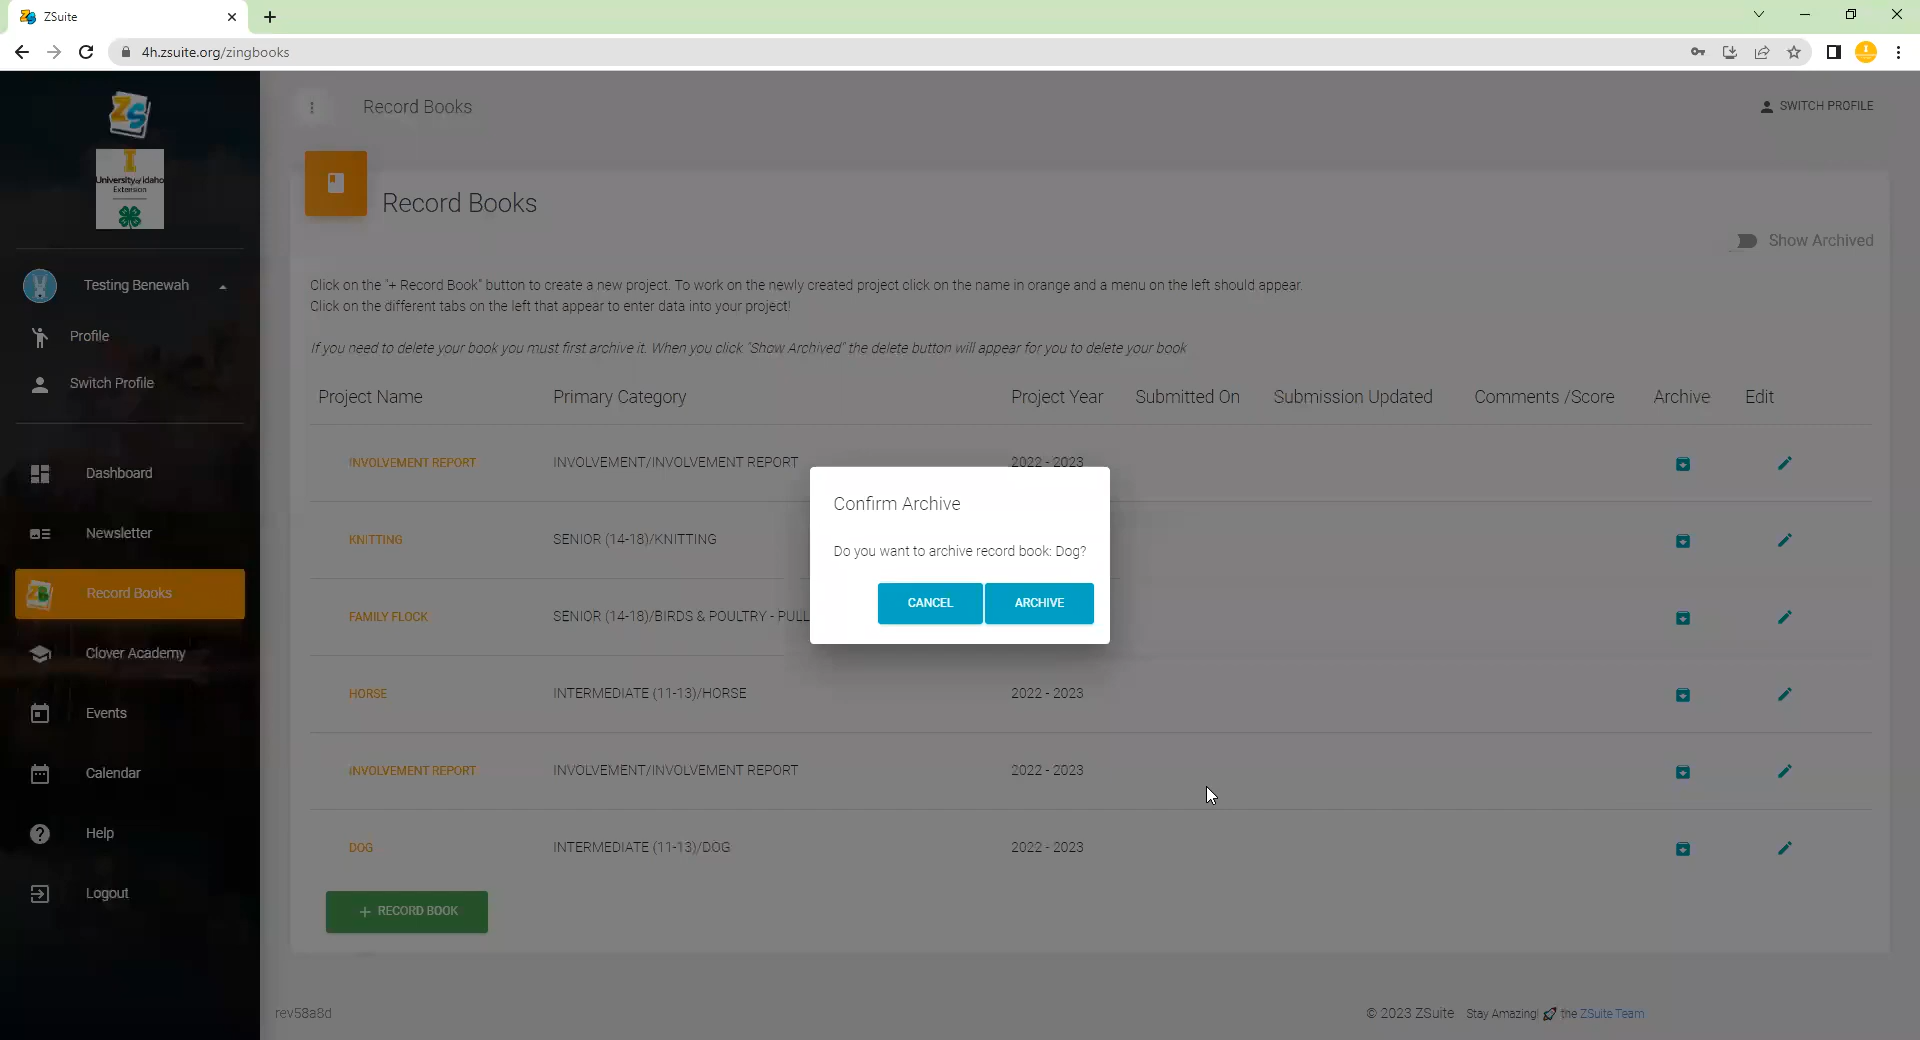 ZSuite
4h.zsuite.org/zingbooks
Record Books
SWITCH PROFILE
I
University of Idaho
Extension
Testing Benewah
Profile
Switch Profile
Dashboard
Newsletter
Record Books
Clover Academy
Events
Calendar
Help
Logout
Record Books
Show Archived
Click on the "+ Record Book" button to create a new project. To work on the newly created project click on the name in orange and a menu on the left should appear.
Click on the different tabs on the left that appear to enter data into your project!
If you need to delete your book you must first archive it. When you click "Show Archived" the delete button will appear for you to delete your book
Project Name Primary Category Project Year Submitted On Submission Updated Comments /Score Archive Edit
INVOLVEMENT REPORT INVOLVEMENT/INVOLVEMENT REPORT 2022 - 2023
KNITTING SENIOR (14-18)/KNITTING
FAMILY FLOCK SENIOR (14-18)/BIRDS & POULTRY - PULL
HORSE INTERMEDIATE (11-13)/HORSE 2022 - 2023
INVOLVEMENT REPORT INVOLVEMENT/INVOLVEMENT REPORT 2022 - 2023
DOG INTERMEDIATE (11-13)/DOG 2022 - 2023
+ RECORD BOOK
Confirm Archive
Do you want to archive record book: Dog?
CANCEL ARCHIVE
rev58a8d
© 2023 ZSuite Stay Amazing! 🚀 the ZSuite Team